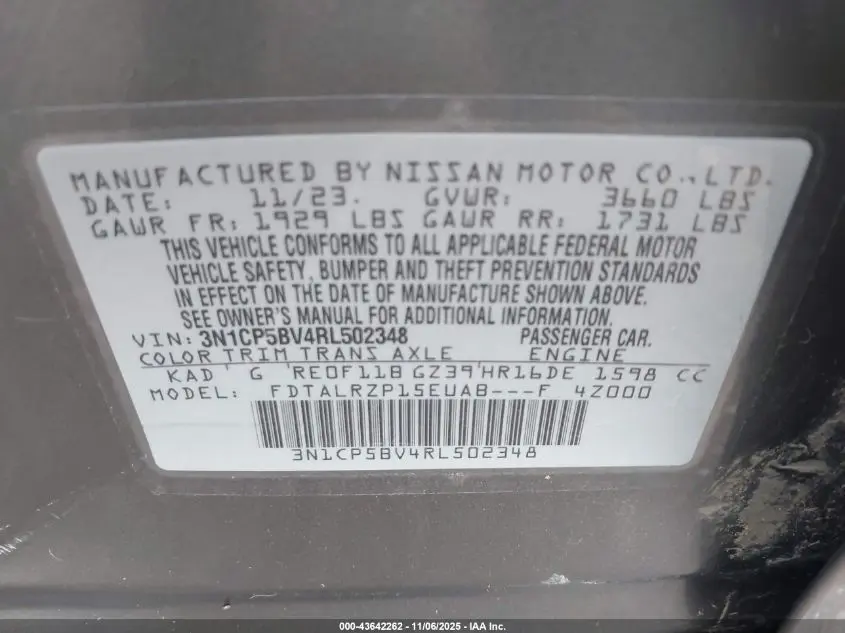 MANUFACTURED BY NISSAN MOTOR CO., LTD.
DATE: 11/23. GVWR: 3660 LBS
GAWR FR: 1929 LBS GAWR RR: 1731 LBS
THIS VEHICLE CONFORMS TO ALL APPLICABLE FEDERAL MOTOR
VEHICLE SAFETY, BUMPER AND THEFT PREVENTION STANDARDS
IN EFFECT ON THE DATE OF MANUFACTURE SHOWN ABOVE.
SEE OWNER'S MANUAL FOR ADDITIONAL INFORMATION.
VIN: 3N1CP5BV4RL502348 PASSENGER CAR.
COLOR TRIM TRANS AXLE ENGINE
KAD G RE0F11B GZ39 HR16DE 1598 CC
MODEL: FDTALRZP15EUAB---F 4Z000
3N1CP5BV4RL502348
000-43642262 - 11/06/2025 - IAA Inc.